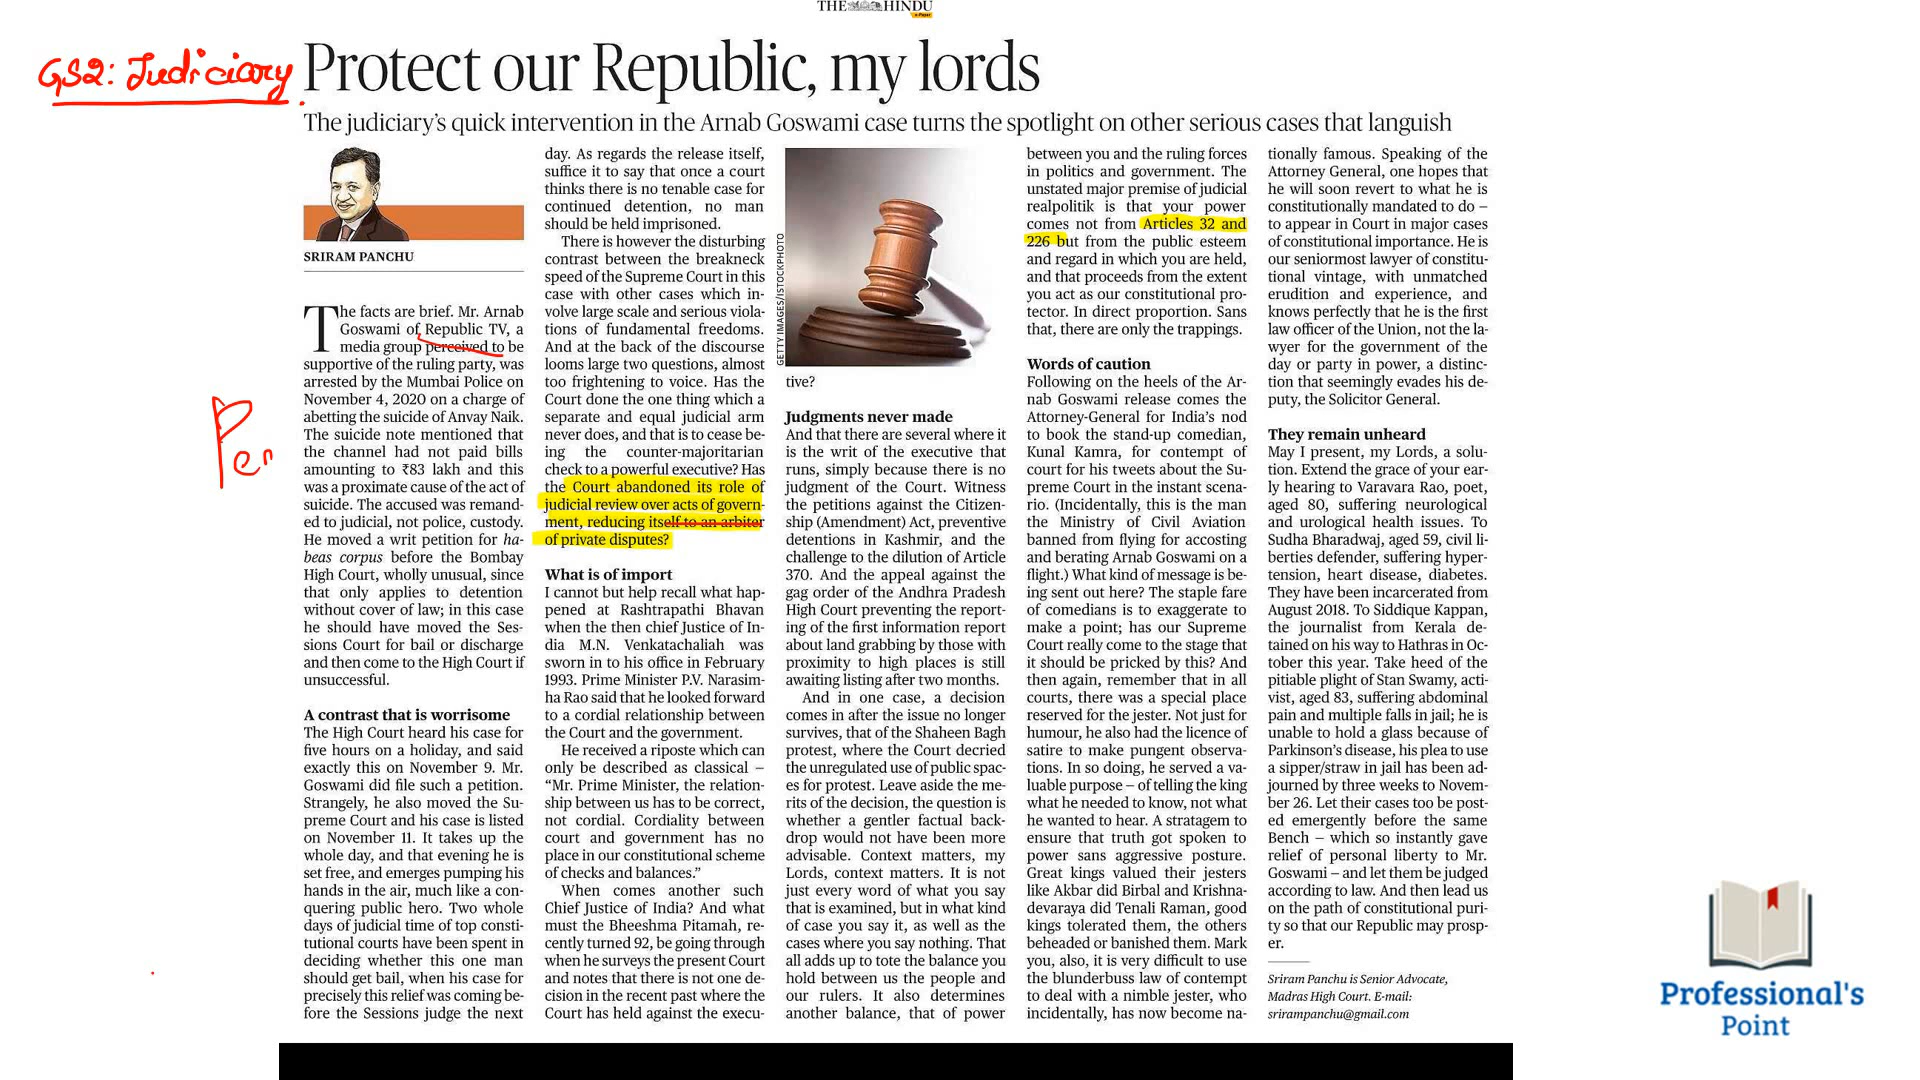 THE HINDU
e-Paper
GS2: Judiciary
Protect our Republic, my lords
The judiciary's quick intervention in the Arnab Goswami case turns the spotlight on other serious cases that languish
SRIRAM PANCHU
The facts are brief. Mr. Arnab
Goswami of Republic TV, a
media group perceived to be
supportive of the ruling party, was
arrested by the Mumbai Police on
November 4, 2020 on a charge of
abetting the suicide of Anvay Naik.
The suicide note mentioned that
the channel had not paid bills
amounting to ₹83 lakh and this
was a proximate cause of the act of
suicide. The accused was remand-
ed to judicial, not police, custody.
He moved a writ petition for ha-
beas corpus before the Bombay
High Court, wholly unusual, since
that only applies to detention
without cover of law; in this case
he should have moved the Ses-
sions Court for bail or discharge
and then come to the High Court if
unsuccessful.
A contrast that is worrisome
The High Court heard his case for
five hours on a holiday, and said
exactly this on November 9. Mr.
Goswami did file such a petition.
Strangely, he also moved the Su-
preme Court and his case is listed
on November 11. It takes up the
whole day, and that evening he is
set free, and emerges pumping his
hands in the air, much like a con-
quering public hero. Two whole
days of judicial time of top consti-
tutional courts have been spent in
deciding whether this one man
should get bail, when his case for
precisely this relief was coming be-
fore the Sessions judge the next
day. As regards the release itself,
suffice it to say that once a court
thinks there is no tenable case for
continued detention, no man
should be held imprisoned.
There is however the disturbing
contrast between the breakneck
speed of the Supreme Court in this
case with other cases which in-
volve large scale and serious viola-
tions of fundamental freedoms.
And at the back of the discourse
looms large two questions, almost
too frightening to voice. Has the
Court done the one thing which a
separate and equal judicial arm
never does, and that is to cease be-
ing the counter-majoritarian
check to a powerful executive? Has
the Court abandoned its role of
judicial review over acts of govern-
ment, reducing itself to an arbiter
of private disputes?
What is of import
I cannot but help recall what hap-
pened at Rashtrapathi Bhavan
when the then chief Justice of In-
dia M.N. Venkatachaliah was
sworn in to his office in February
1993. Prime Minister P.V. Narasim-
ha Rao said that he looked forward
to a cordial relationship between
the Court and the government.
He received a riposte which can
only be described as classical –
“Mr. Prime Minister, the relation-
ship between us has to be correct,
not cordial. Cordiality between
court and government has no
place in our constitutional scheme
of checks and balances.”
When comes another such
Chief Justice of India? And what
must the Bheeshma Pitamah, re-
cently turned 92, be going through
when he surveys the present Court
and notes that there is not one de-
cision in the recent past where the
Court has held against the execu-
GETTY IMAGES/ISTOCKPHOTO
tive?
Judgments never made
And that there are several where it
is the writ of the executive that
runs, simply because there is no
judgment of the Court. Witness
the petitions against the Citizen-
ship (Amendment) Act, preventive
detentions in Kashmir, and the
challenge to the dilution of Article
370. And the appeal against the
gag order of the Andhra Pradesh
High Court preventing the report-
ing of the first information report
about land grabbing by those with
proximity to high places is still
awaiting listing after two months.
And in one case, a decision
comes in after the issue no longer
survives, that of the Shaheen Bagh
protest, where the Court decried
the unregulated use of public spac-
es for protest. Leave aside the me-
rits of the decision, the question is
whether a gentler factual back-
drop would not have been more
advisable. Context matters, my
Lords, context matters. It is not
just every word of what you say
that is examined, but in what kind
of case you say it, as well as the
cases where you say nothing. That
all adds up to tote the balance you
hold between us the people and
our rulers. It also determines
another balance, that of power
between you and the ruling forces
in politics and government. The
unstated major premise of judicial
realpolitik is that your power
comes not from Articles 32 and
226 but from the public esteem
and regard in which you are held,
and that proceeds from the extent
you act as our constitutional pro-
tector. In direct proportion. Sans
that, there are only the trappings.
Words of caution
Following on the heels of the Ar-
nab Goswami release comes the
Attorney-General for India's nod
to book the stand-up comedian,
Kunal Kamra, for contempt of
court for his tweets about the Su-
preme Court in the instant scena-
rio. (Incidentally, this is the man
the Ministry of Civil Aviation
banned from flying for accosting
and berating Arnab Goswami on a
flight.) What kind of message is be-
ing sent out here? The staple fare
of comedians is to exaggerate to
make a point; has our Supreme
Court really come to the stage that
it should be pricked by this? And
then again, remember that in all
courts, there was a special place
reserved for the jester. Not just for
humour, he also had the licence of
satire to make pungent observa-
tions. In so doing, he served a va-
luable purpose – of telling the king
what he needed to know, not what
he wanted to hear. A stratagem to
ensure that truth got spoken to
power sans aggressive posture.
Great kings valued their jesters
like Akbar did Birbal and Krishna-
devaraya did Tenali Raman, good
kings tolerated them, the others
beheaded or banished them. Mark
you, also, it is very difficult to use
the blunderbuss law of contempt
to deal with a nimble jester, who
incidentally, has now become na-
tionally famous. Speaking of the
Attorney General, one hopes that
he will soon revert to what he is
constitutionally mandated to do –
to appear in Court in major cases
of constitutional importance. He is
our seniormost lawyer of constitu-
tional vintage, with unmatched
erudition and experience, and
knows perfectly that he is the first
law officer of the Union, not the la-
wyer for the government of the
day or party in power, a distinc-
tion that seemingly evades his de-
puty, the Solicitor General.
They remain unheard
May I present, my Lords, a solu-
tion. Extend the grace of your ear-
ly hearing to Varavara Rao, poet,
aged 80, suffering neurological
and urological health issues. To
Sudha Bharadwaj, aged 59, civil li-
berties defender, suffering hyper-
tension, heart disease, diabetes.
They have been incarcerated from
August 2018. To Siddique Kappan,
the journalist from Kerala de-
tained on his way to Hathras in Oc-
tober this year. Take heed of the
pitiable plight of Stan Swamy, acti-
vist, aged 83, suffering abdominal
pain and multiple falls in jail; he is
unable to hold a glass because of
Parkinson's disease, his plea to use
a sipper/straw in jail has been ad-
journed by three weeks to Novem-
ber 26. Let their cases too be post-
ed emergently before the same
Bench – which so instantly gave
relief of personal liberty to Mr.
Goswami – and let them be judged
according to law. And then lead us
on the path of constitutional puri-
ty so that our Republic may prosp-
er.
Sriram Panchu is Senior Advocate,
Madras High Court. E-mail:
srirampanchu@gmail.com
Per
Professional's
Point